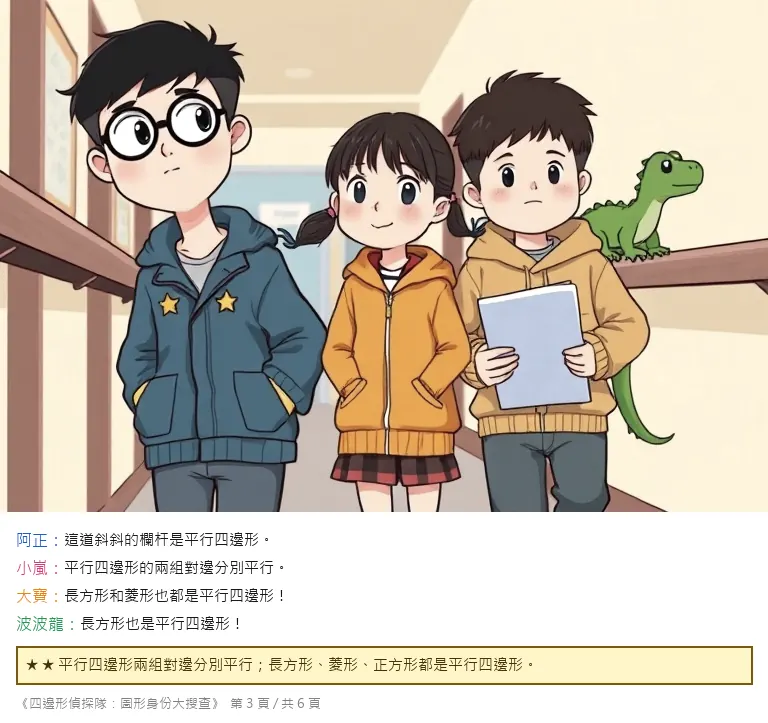 阿正：這道斜斜的欄杆是平行四邊形。
小嵐：平行四邊形的兩組對邊分別平行。
大寶：長方形和菱形也都是平行四邊形！
波波龍：長方形也是平行四邊形！
★★ 平行四邊形兩組對邊分別平行；長方形、菱形、正方形都是平行四邊形。
《四邊形偵探隊：圖形身份大搜查》 第 3 頁 / 共 6 頁